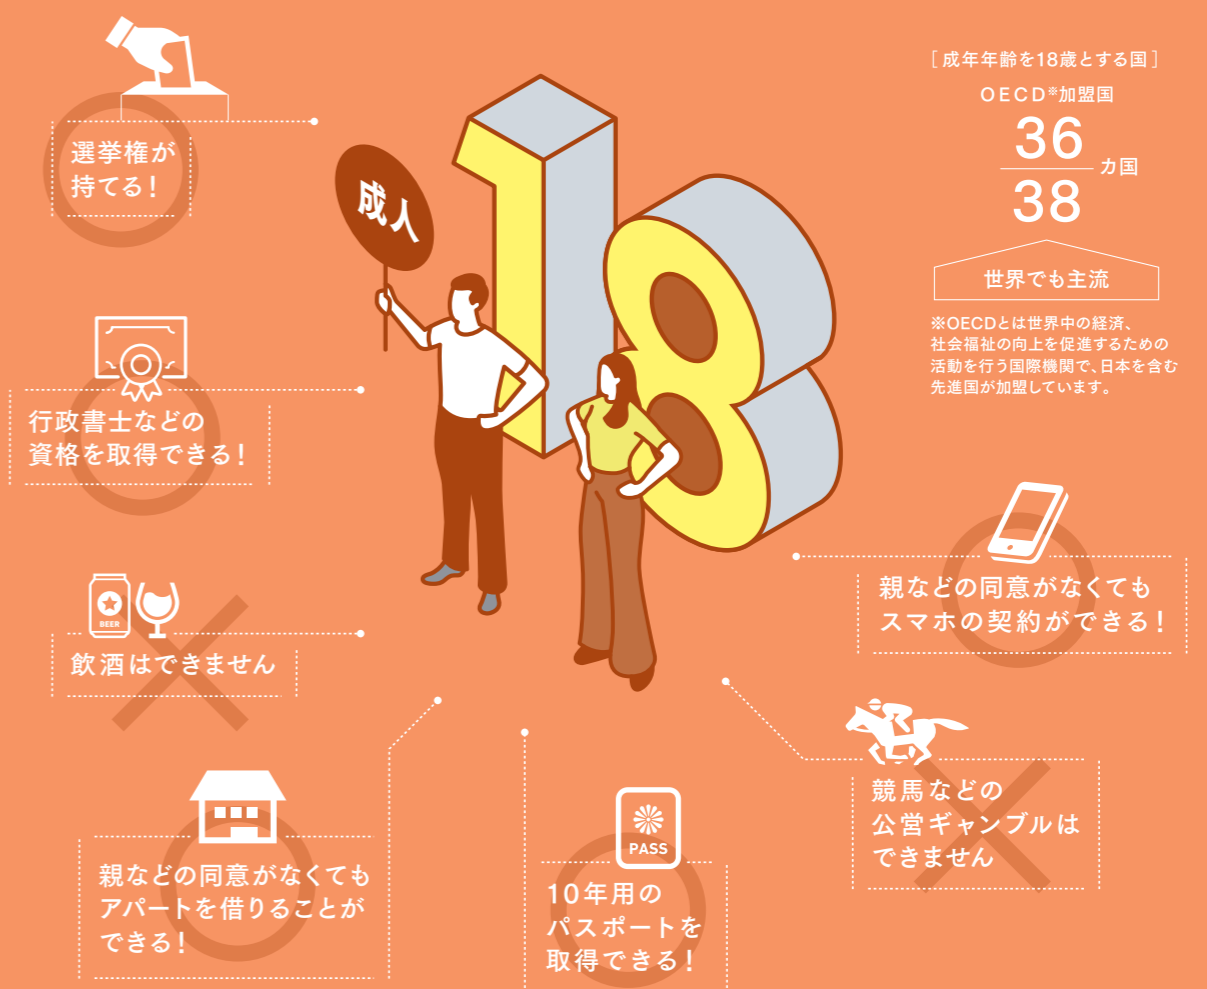 選挙権が
持てる!
成人
[成年年齢を18歳とする国]
OECD※加盟国
36
38
カ国
世界でも主流
※OECDとは世界中の経済、
社会福祉の向上を促進するための
活動を行う国際機関で、日本を含む
先進国が加盟しています。
行政書士などの
資格を取得できる!
18
BEER
飲酒はできません
親などの同意がなくても
スマホの契約ができる!
競馬などの
公営ギャンブルは
できません
親などの同意がなくても
アパートを借りることが
できる!
PASS
10年用の
パスポートを
取得できる!